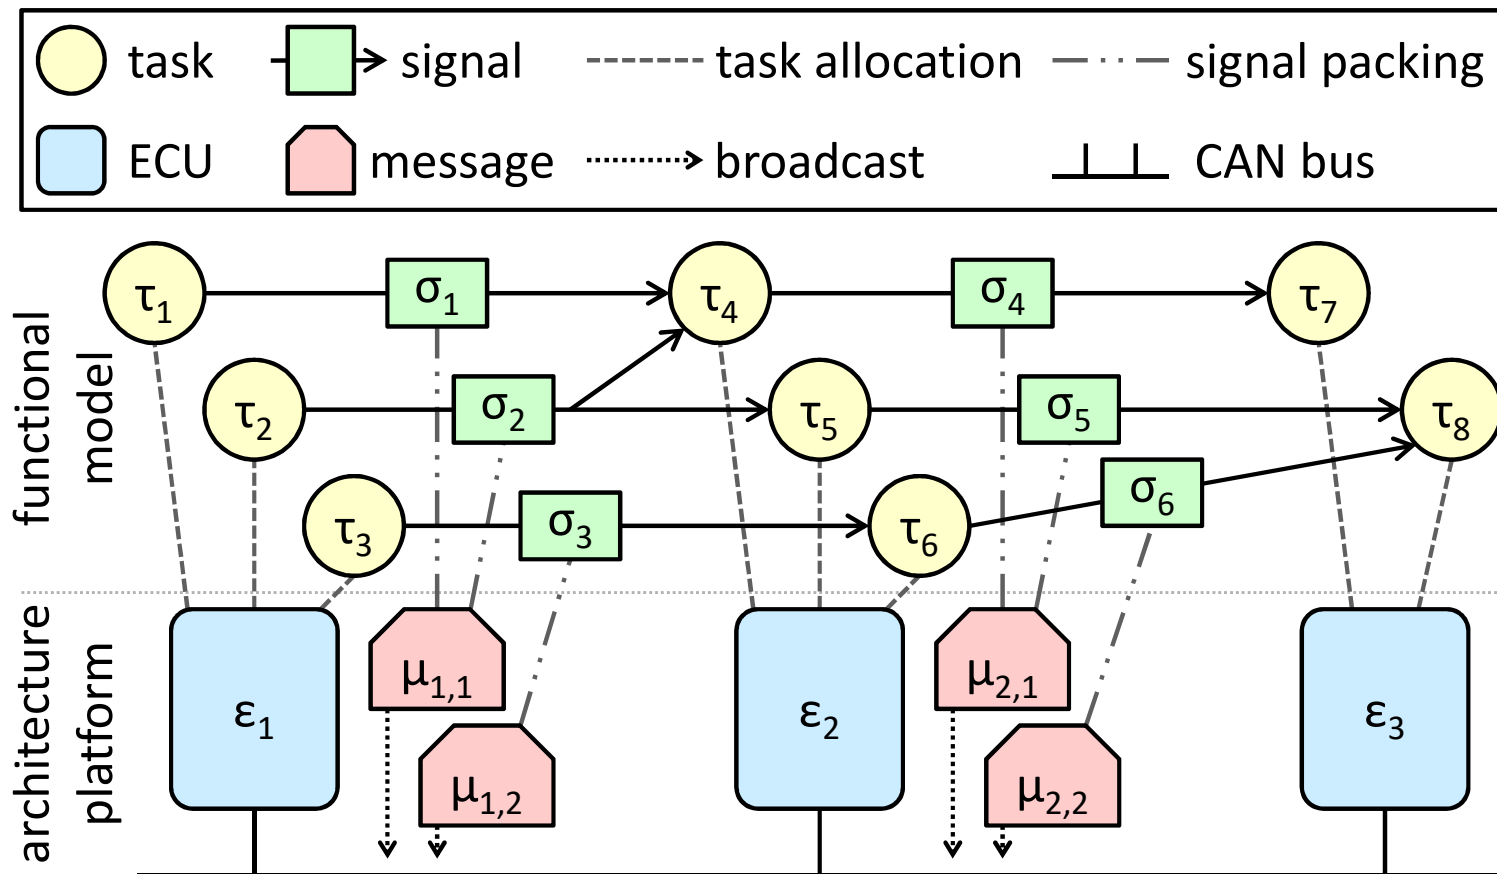 task signal task allocation signal packing
ECU message broadcast CAN bus
functional
model
τ1 σ1 τ4 σ4 τ7
τ2 σ2 τ5 σ5 τ8
τ3 σ3 τ6 σ6
architecture
platform
ε1 μ1,1 ε2 μ2,1 ε3
μ1,2 μ2,2